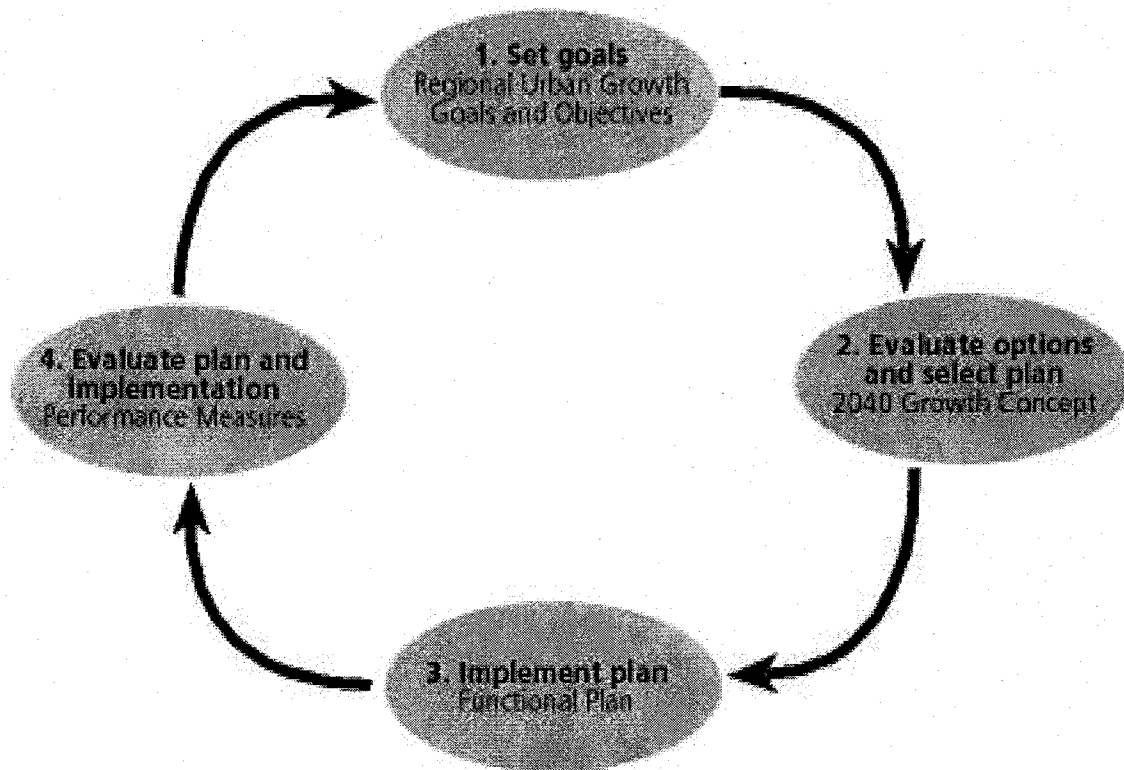 1. Set goals
Regional Urban Growth
Goals and Objectives
2. Evaluate options
and select plan
2040 Growth Concept
3. Implement plan
Functional Plan
4. Evaluate plan and
Implementation
Performance Measures